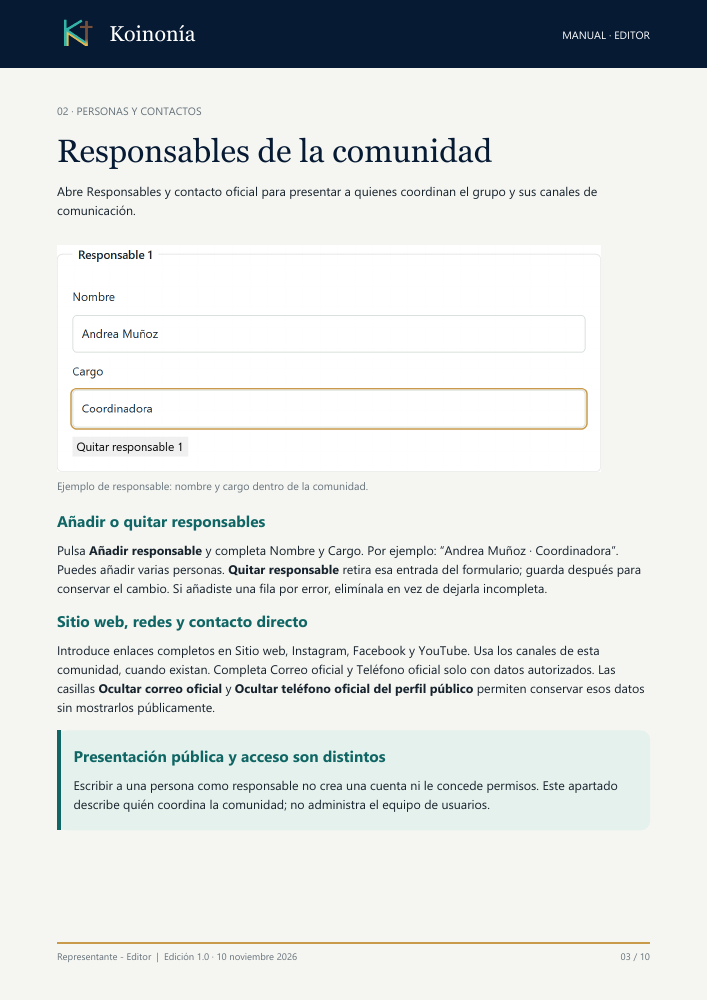 Koinonía
MANUAL · EDITOR
02 · PERSONAS Y CONTACTOS
Responsables de la comunidad
Abre Responsables y contacto oficial para presentar a quienes coordinan el grupo y sus canales de
comunicación.
Responsable 1
Nombre
Andrea Muñoz
Cargo
Coordinadora
Quitar responsable 1
Ejemplo de responsable: nombre y cargo dentro de la comunidad.
Añadir o quitar responsables
Pulsa Añadir responsable y completa Nombre y Cargo. Por ejemplo: “Andrea Muñoz · Coordinadora”.
Puedes añadir varias personas. Quitar responsable retira esa entrada del formulario; guarda después para
conservar el cambio. Si añadiste una fila por error, elimínala en vez de dejarla incompleta.
Sitio web, redes y contacto directo
Introduce enlaces completos en Sitio web, Instagram, Facebook y YouTube. Usa los canales de esta
comunidad, cuando existan. Completa Correo oficial y Teléfono oficial solo con datos autorizados. Las
casillas Ocultar correo oficial y Ocultar teléfono oficial del perfil público permiten conservar esos datos
sin mostrarlos públicamente.
Presentación pública y acceso son distintos
Escribir a una persona como responsable no crea una cuenta ni le concede permisos. Este apartado
describe quién coordina la comunidad; no administra el equipo de usuarios.
Representante - Editor | Edición 1.0 · 10 noviembre 2026
03 / 10